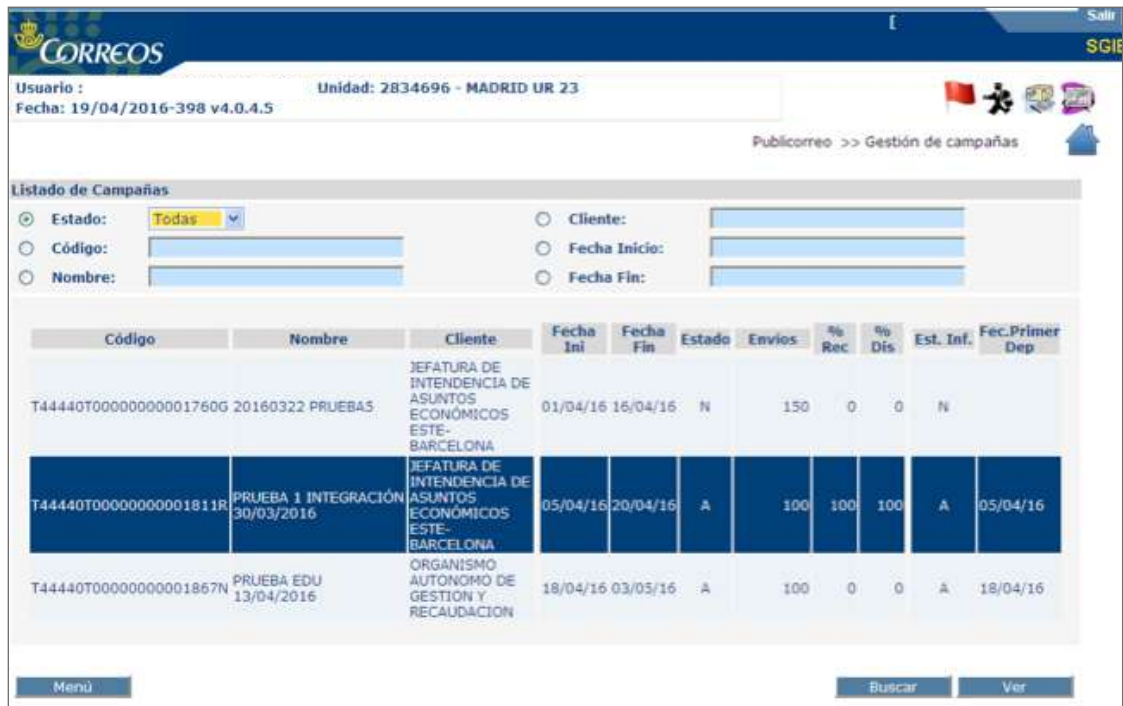 [ Salir
CORREOS
SGIE
Usuario : Unidad: 2834696 - MADRID UR 23
Fecha: 19/04/2016-398 v4.0.4.5
Publicorreo >> Gestión de campañas
Listado de Campañas
Estado: Todas Cliente:
Código: Fecha Inicio:
Nombre: Fecha Fin:
Código Nombre Cliente Fecha Ini Fecha Fin Estado Envíos % Rec % Dis Est. Inf. Fec.Primer Dep
JEFATURA DE
INTENDENCIA DE
ASUNTOS
T44440T00000000001760G 20160322 PRUEBAS ECONÓMICOS 01/04/16 16/04/16 N 150 0 0 N
ESTE-
BARCELONA
JEFATURA DE
INTENDENCIA DE
PRUEBA 1 INTEGRACIÓN ASUNTOS
T44440T00000000001811R 30/03/2016 ECONÓMICOS 05/04/16 20/04/16 A 100 100 100 A 05/04/16
ESTE-
BARCELONA
ORGANISMO
PRUEBA EDU AUTONOMO DE
T44440T00000000001867N 13/04/2016 GESTION Y 18/04/16 03/05/16 A 100 0 0 A 18/04/16
RECAUDACION
Menú Buscar Ver